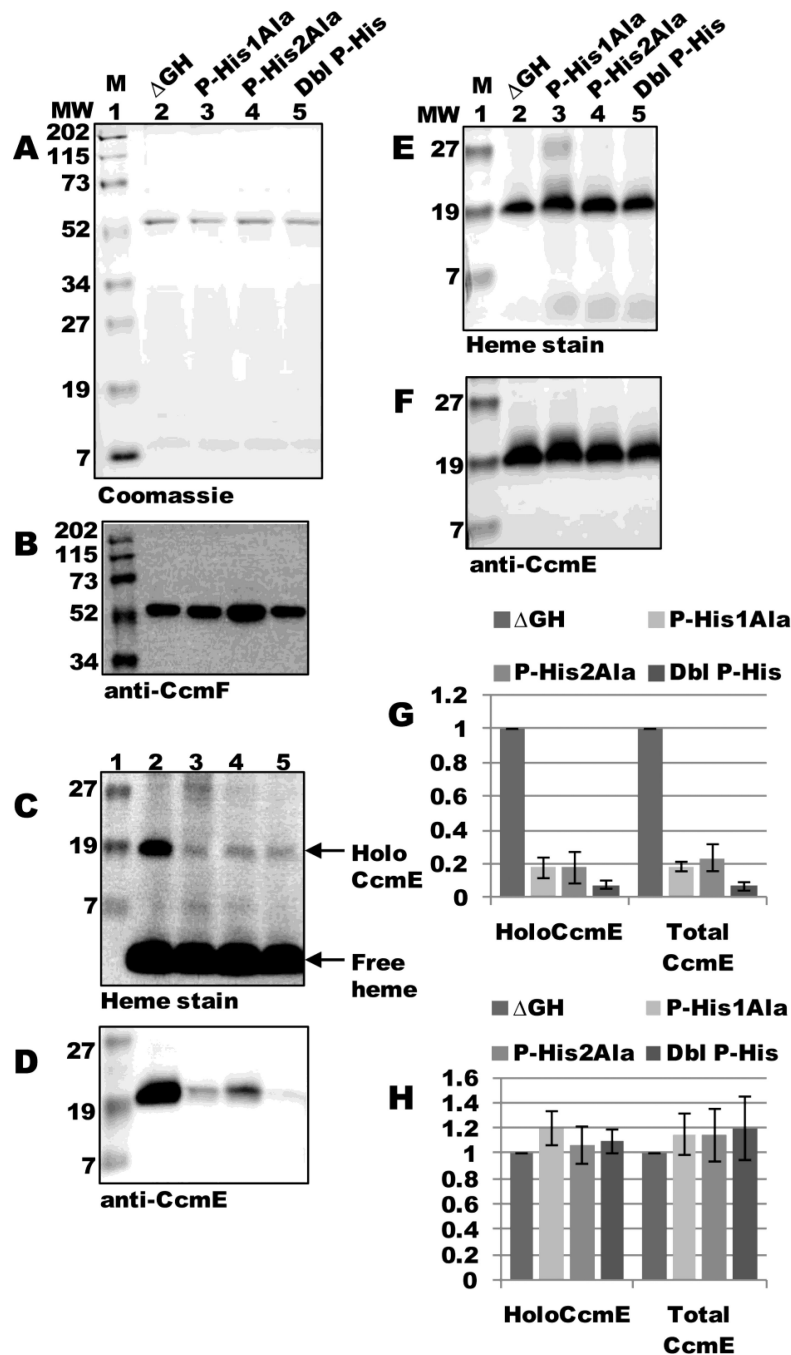 M ΔGH P-His1Ala P-His2Ala Dbl P-His
MW 1 2 3 4 5
A
202
115
73
52
34
27
19
7
Coomassie
B
202
115
73
52
34
anti-CcmF
1 2 3 4 5
C
27
19
7
Holo CcmE
Free heme
Heme stain
D
27
19
7
anti-CcmE
M ΔGH P-His1Ala P-His2Ala Dbl P-His
MW 1 2 3 4 5
E
27
19
7
Heme stain
F
27
19
7
anti-CcmE
ΔGH P-His1Ala
P-His2Ala Dbl P-His
G
1.2
1
0.8
0.6
0.4
0.2
0
HoloCcmE Total
CcmE
ΔGH P-His1Ala
P-His2Ala Dbl P-His
H
1.6
1.4
1.2
1
0.8
0.6
0.4
0.2
0
HoloCcmE Total
CcmE